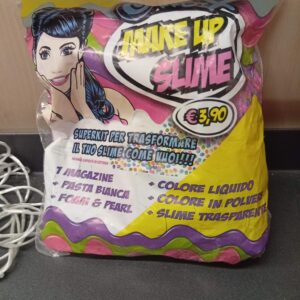 MAKE UP
SLIME
€3,90
SUPERKIT PER TRASFORMARE
IL TUO SLIME COME VUOI!!!
1 MAGAZINE
+ PASTA BIANCA
+ FOAM & PEARL
+ COLORE LIQUIDO
+ COLORE IN POLVERE
+ SLIME TRASPARENTE